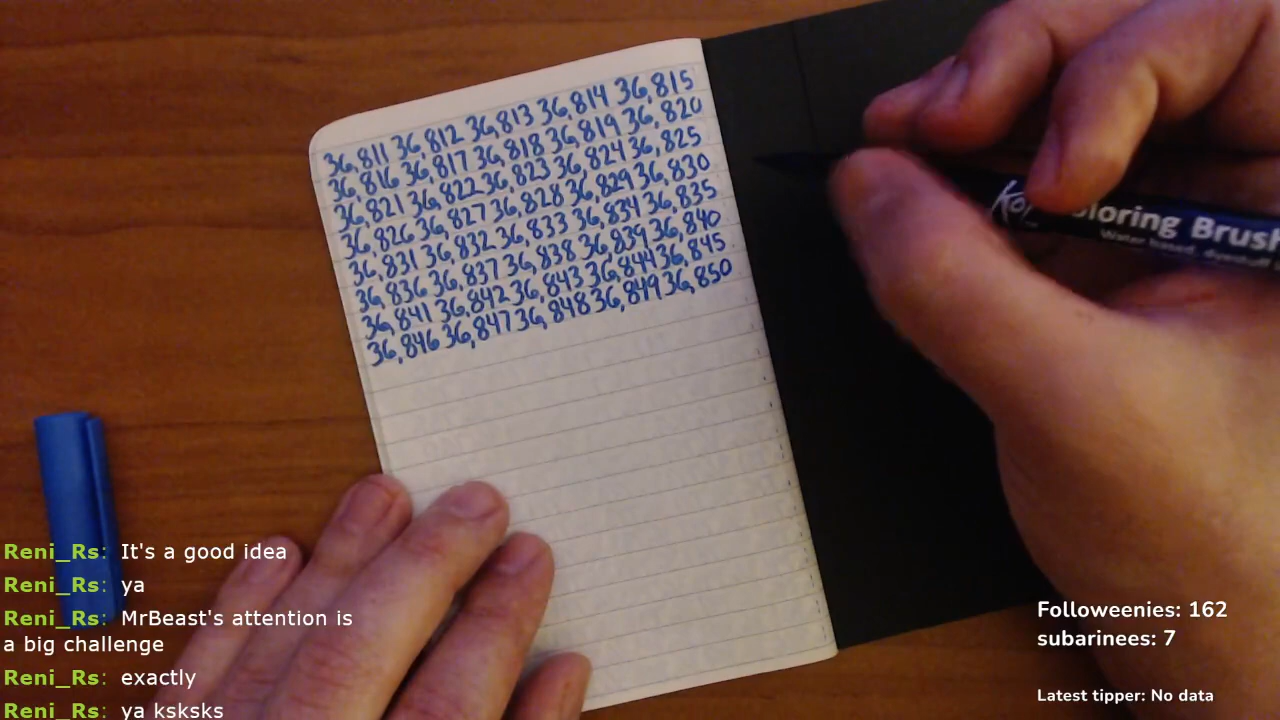 36,811 36,812 36,813 36,814 36,815
36,816 36,817 36,818 36,819 36,820
36,821 36,822 36,823 36,824 36,825
36,826 36,827 36,828 36,829 36,830
36,831 36,832 36,833 36,834 36,835
36,836 36,837 36,838 36,839 36,840
36,841 36,842 36,843 36,844 36,845
36,846 36,847 36,848 36,849 36,850
Coloring Brush
Water based
Reni_Rs: It's a good idea
Reni_Rs: ya
Reni_Rs: MrBeast's attention is
a big challenge
Reni_Rs: exactly
Reni_Rs: ya ksksks
Followeenies: 162
subarinees: 7
Latest tipper: No data